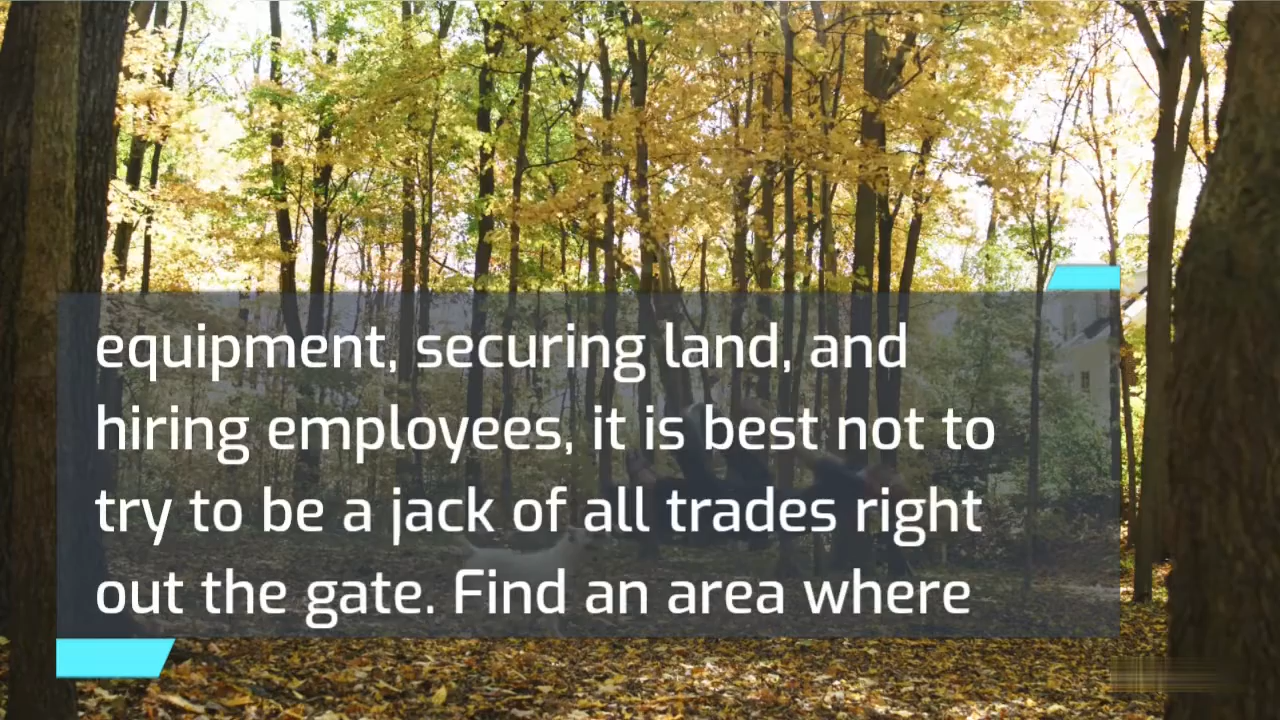 equipment, securing land, and
hiring employees, it is best not to
try to be a jack of all trades right
out the gate. Find an area where